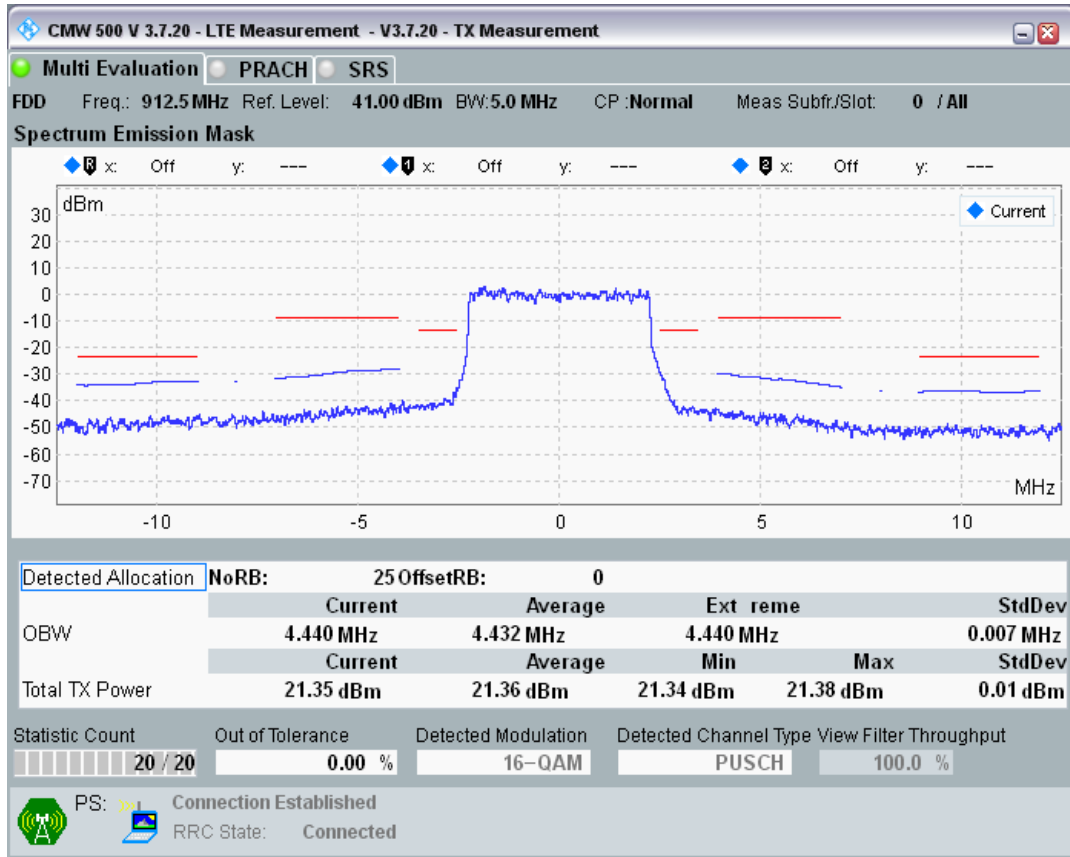 CMW 500 V 3.7.20 - LTE Measurement - V3.7.20 - TX Measurement
Multi Evaluation PRACH SRS
FDD Freq.: 912.5 MHz Ref. Level: 41.00 dBm BW:5.0 MHz CP :Normal Meas Subfr./Slot: 0 / All
Spectrum Emission Mask
R x: Off y: --- 1 x: Off y: --- 2 x: Off y: ---
dBm
Current
30
20
10
0
-10
-20
-30
-40
-50
-60
-70
MHz
-10 -5 0 5 10
Detected Allocation NoRB: 25 OffsetRB: 0
Current Average Ext reme StdDev
OBW 4.440 MHz 4.432 MHz 4.440 MHz 0.007 MHz
Current Average Min Max StdDev
Total TX Power 21.35 dBm 21.36 dBm 21.34 dBm 21.38 dBm 0.01 dBm
Statistic Count Out of Tolerance Detected Modulation Detected Channel Type View Filter Throughput
20 / 20 0.00 % 16-QAM PUSCH 100.0 %
PS: Connection Established
RRC State: Connected